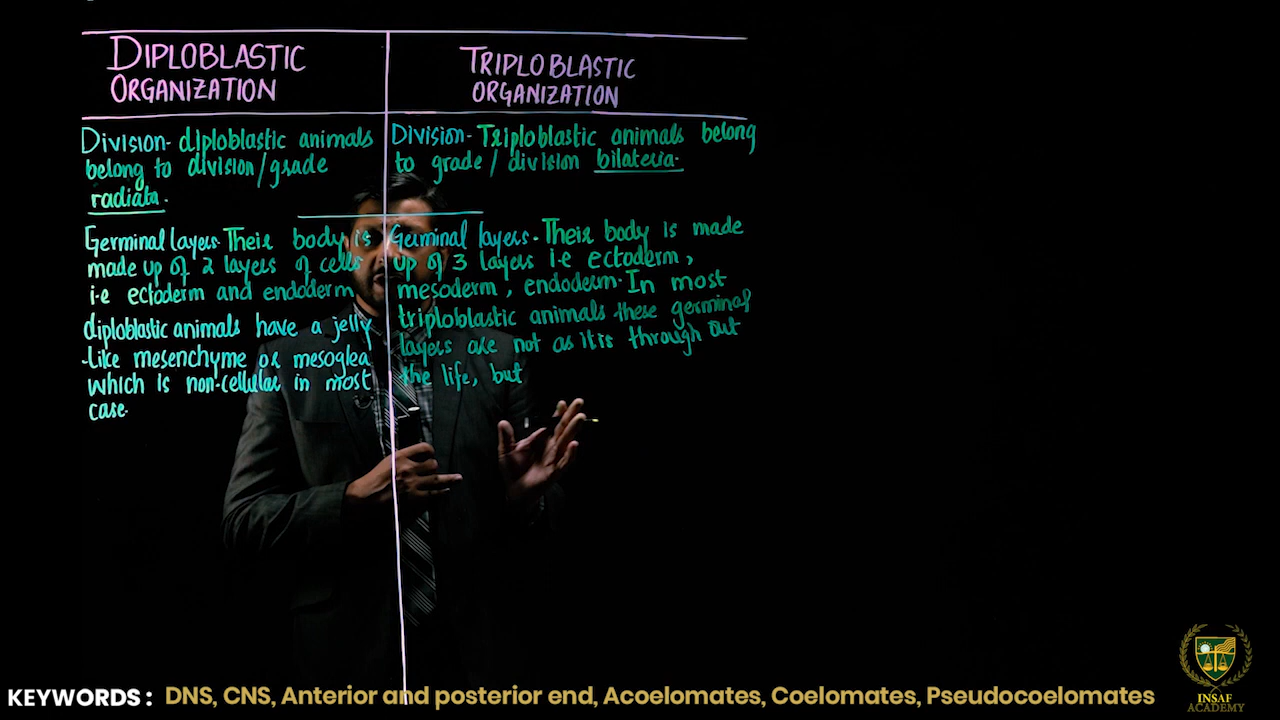 DIPLOBLASTIC
ORGANIZATION
Division- diploblastic animals
belong to division/grade
radiata.
Germinal layers. Their body is
made up of 2 layers of cells
i.e ectoderm and endoderm
diploblastic animals have a jelly
-like mesenchyme or mesoglea
which is non-cellular in most
case.
TRIPLOBLASTIC
ORGANIZATION
Division- Triploblastic animals belong
to grade / division bilateria.
Germinal layers- Their body is made
up of 3 layers i.e ectoderm,
mesoderm, endoderm. In most
triploblastic animals these germinal
layers are not as it is through out
the life, but
KEYWORDS: DNS, CNS, Anterior and posterior end, Acoelomates, Coelomates, Pseudocoelomates
INSAF
ACADEMY